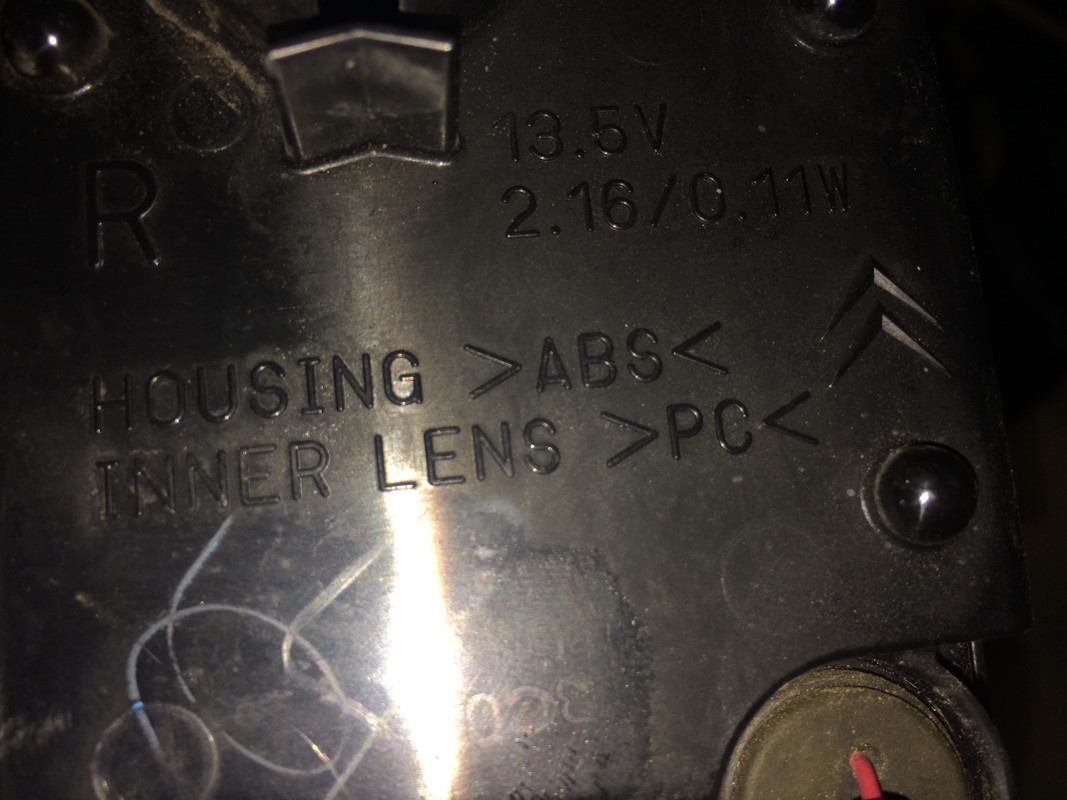 R
13.5V
2.16/0.11W
HOUSING >ABS<
INNER LENS >PC<